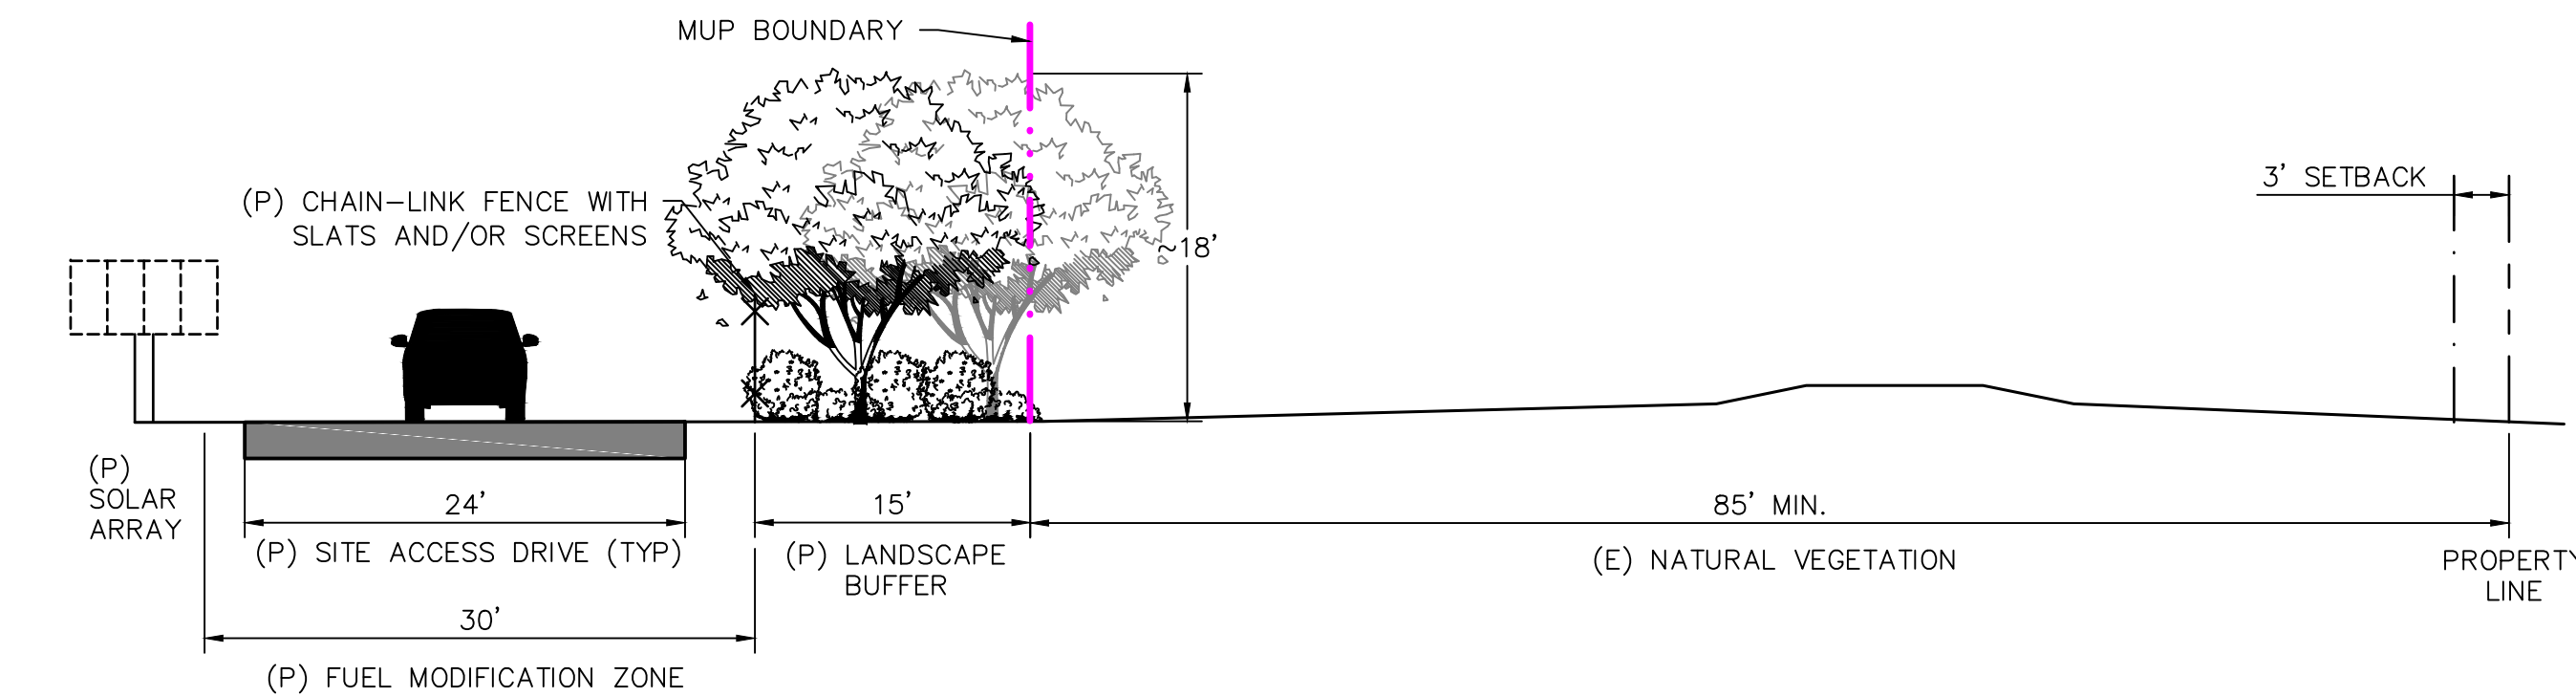 MUP BOUNDARY
3' SETBACK
(P) CHAIN-LINK FENCE WITH
SLATS AND/OR SCREENS
~18'
(P)
SOLAR
ARRAY
24'
(P) SITE ACCESS DRIVE (TYP)
15'
(P) LANDSCAPE
BUFFER
85' MIN.
(E) NATURAL VEGETATION
PROPERTY
LINE
30'
(P) FUEL MODIFICATION ZONE